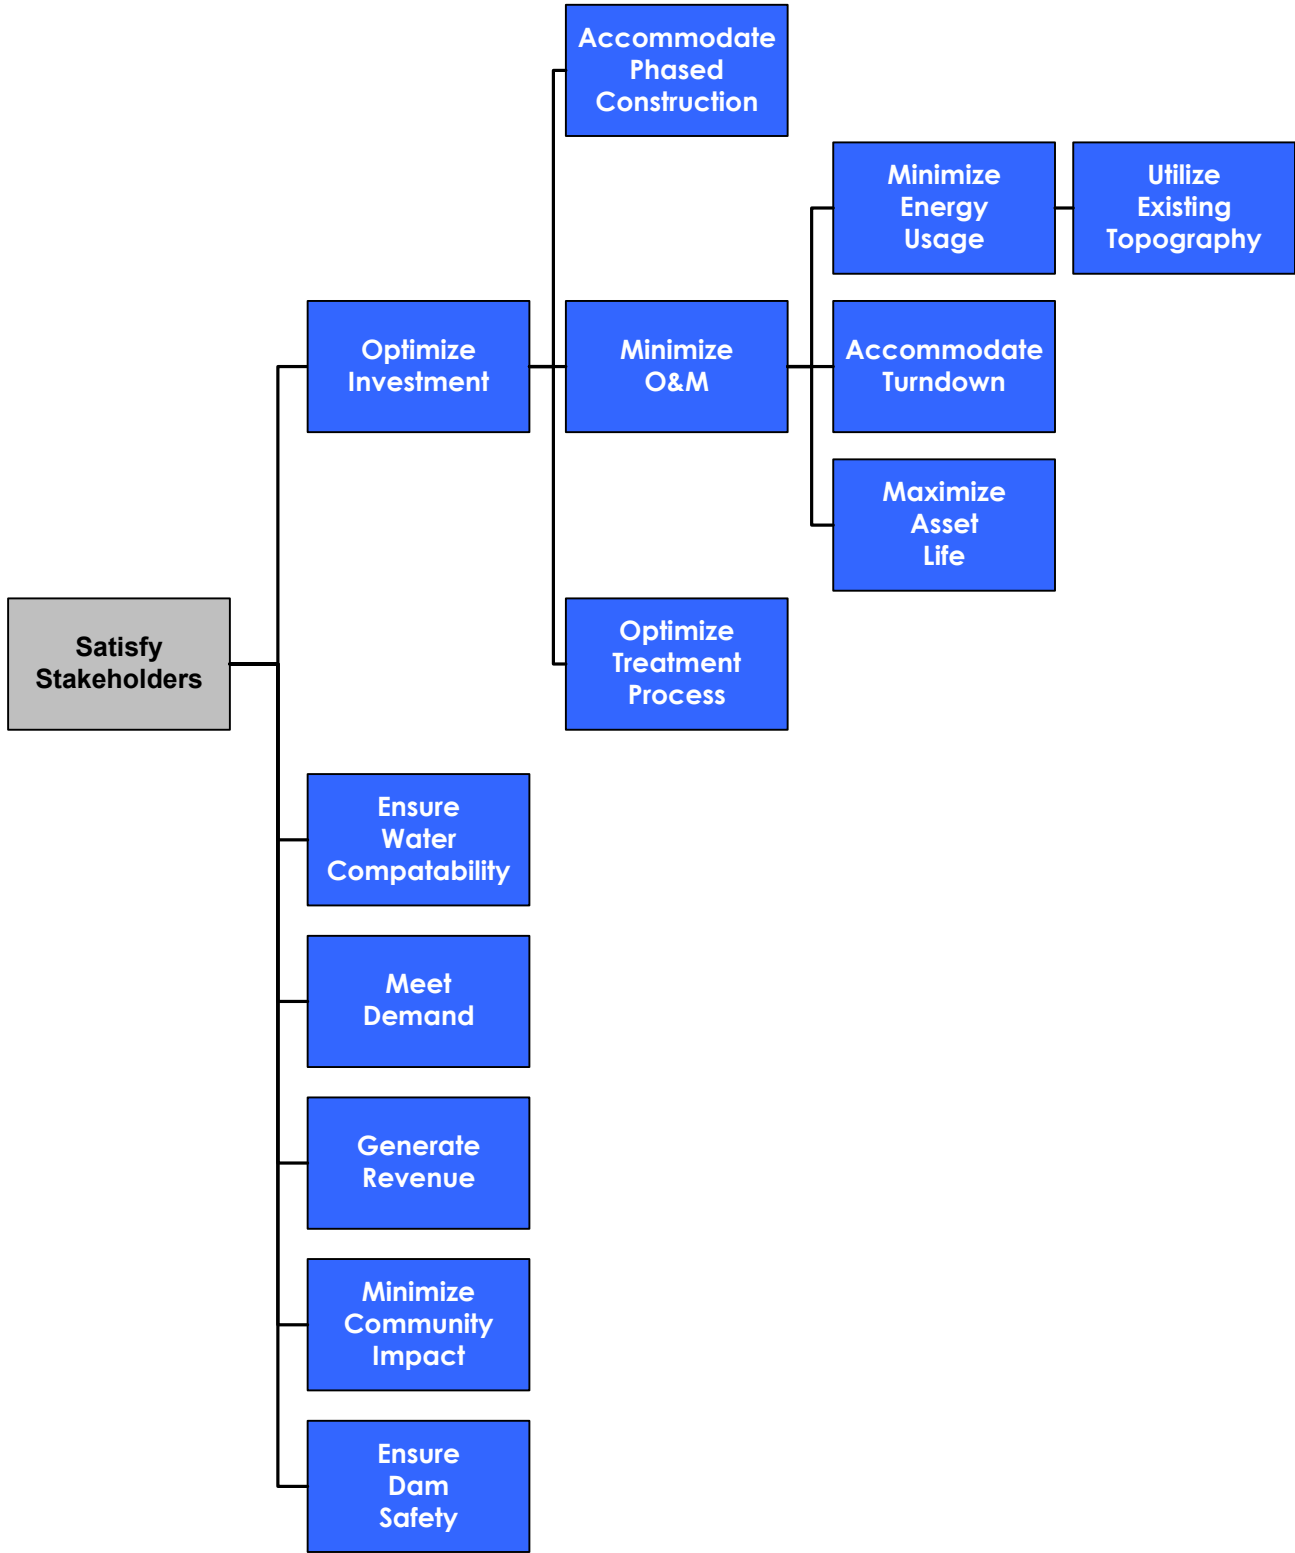 Accommodate
Phased
Construction
Minimize
Energy
Usage
Utilize
Existing
Topography
Optimize
Investment
Minimize
O&M
Accommodate
Turndown
Maximize
Asset
Life
Satisfy
Stakeholders
Optimize
Treatment
Process
Ensure
Water
Compatability
Meet
Demand
Generate
Revenue
Minimize
Community
Impact
Ensure
Dam
Safety